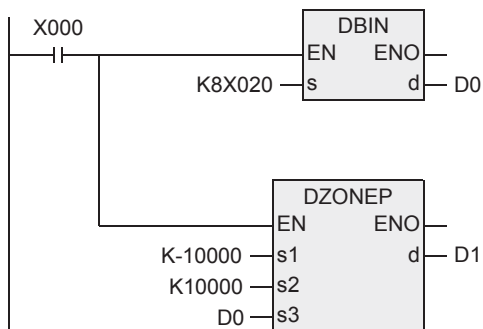 X000
DBIN
EN ENO
K8X020 s d D0
DZONEP
EN ENO
K-10000 s1 d D1
K10000 s2
D0 s3